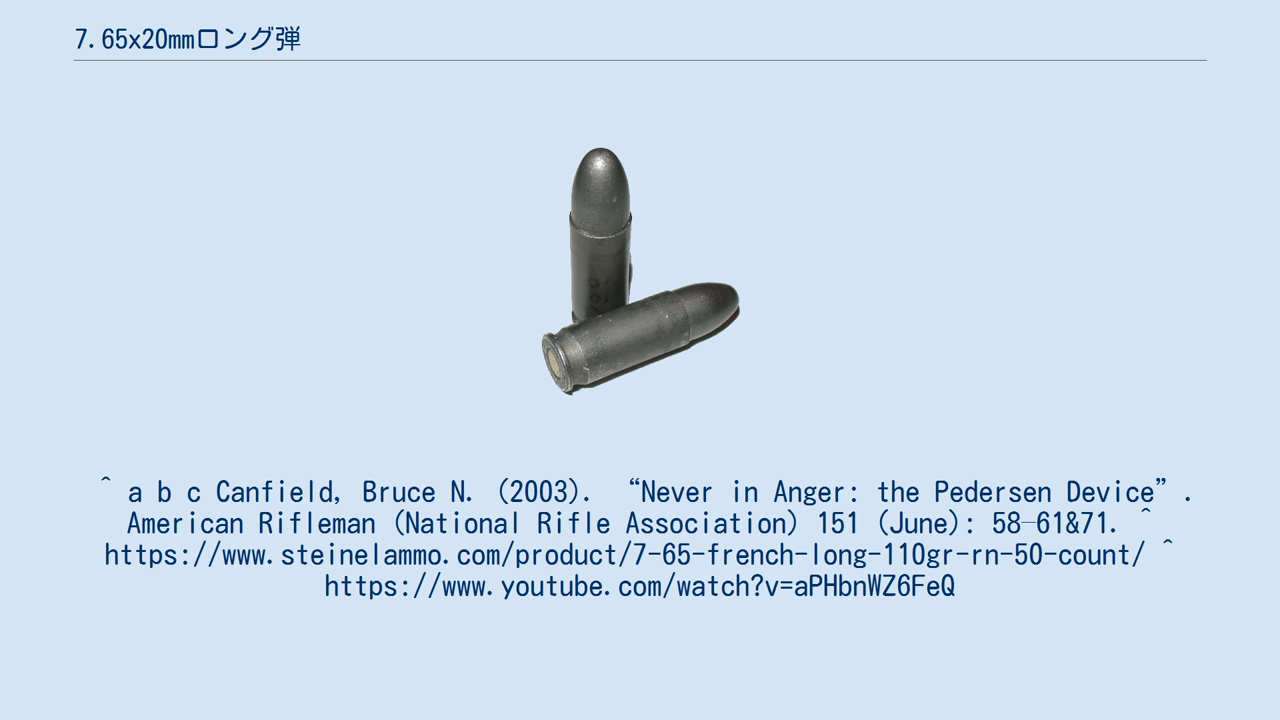 7.65x20mmロング弾
^ a b c Canfield, Bruce N. (2003). “Never in Anger: the Pedersen Device”.
American Rifleman (National Rifle Association) 151 (June): 58–61&71. ^
https://www.steinelammo.com/product/7-65-french-long-110gr-rn-50-count/ ^
https://www.youtube.com/watch?v=aPHbnWZ6FeQ